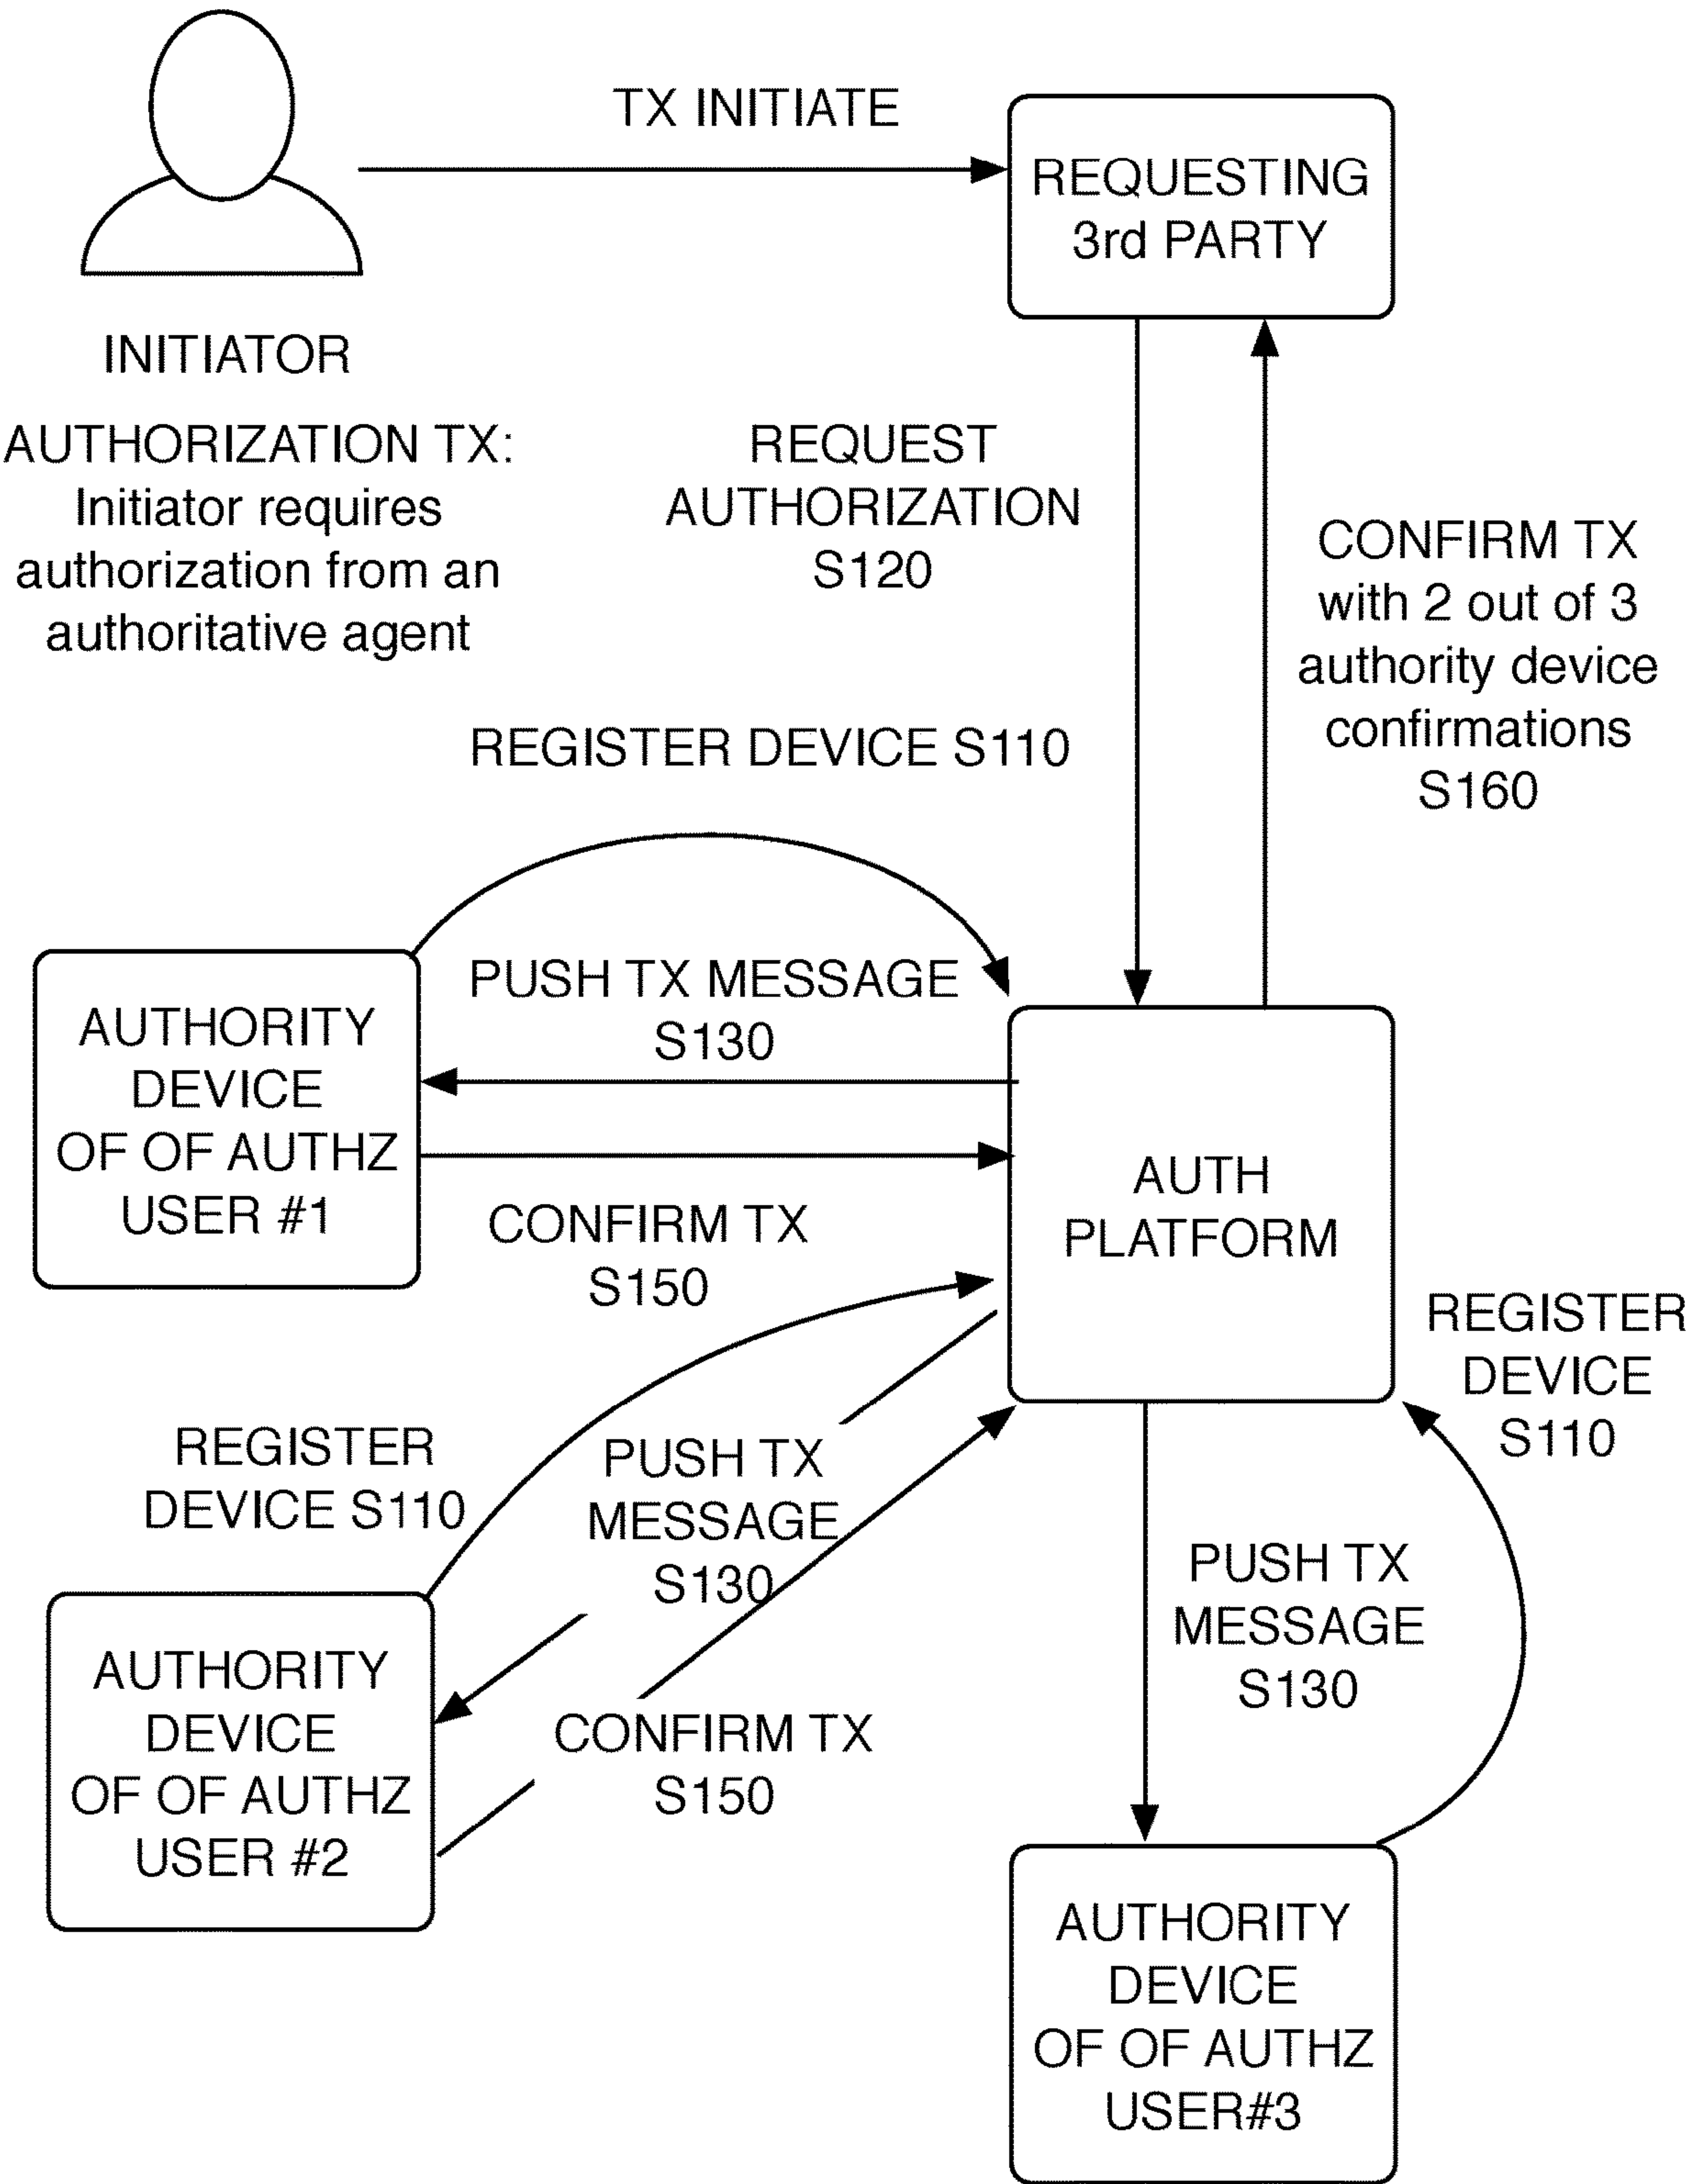 TX INITIATE
REQUESTING
3rd PARTY
INITIATOR
AUTHORIZATION TX:
Initiator requires
authorization from an
authoritative agent
REQUEST
AUTHORIZATION
S120
CONFIRM TX
with 2 out of 3
authority device
confirmations
S160
REGISTER DEVICE S110
PUSH TX MESSAGE
S130
AUTHORITY
DEVICE
OF OF AUTHZ
USER #1
CONFIRM TX
S150
AUTH
PLATFORM
REGISTER
DEVICE
S110
REGISTER
DEVICE S110
PUSH TX
MESSAGE
S130
AUTHORITY
DEVICE
OF OF AUTHZ
USER #2
CONFIRM TX
S150
PUSH TX
MESSAGE
S130
AUTHORITY
DEVICE
OF OF AUTHZ
USER#3